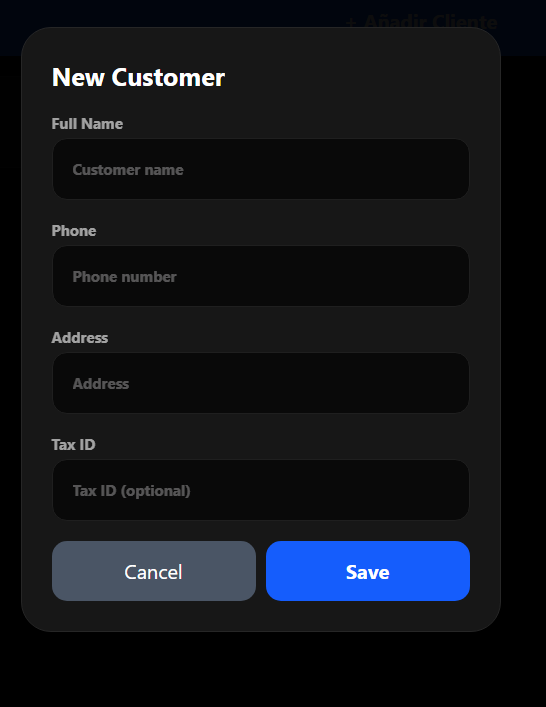 + Añadir Cliente
New Customer
Full Name
Customer name
Phone
Phone number
Address
Address
Tax ID
Tax ID (optional)
Cancel
Save